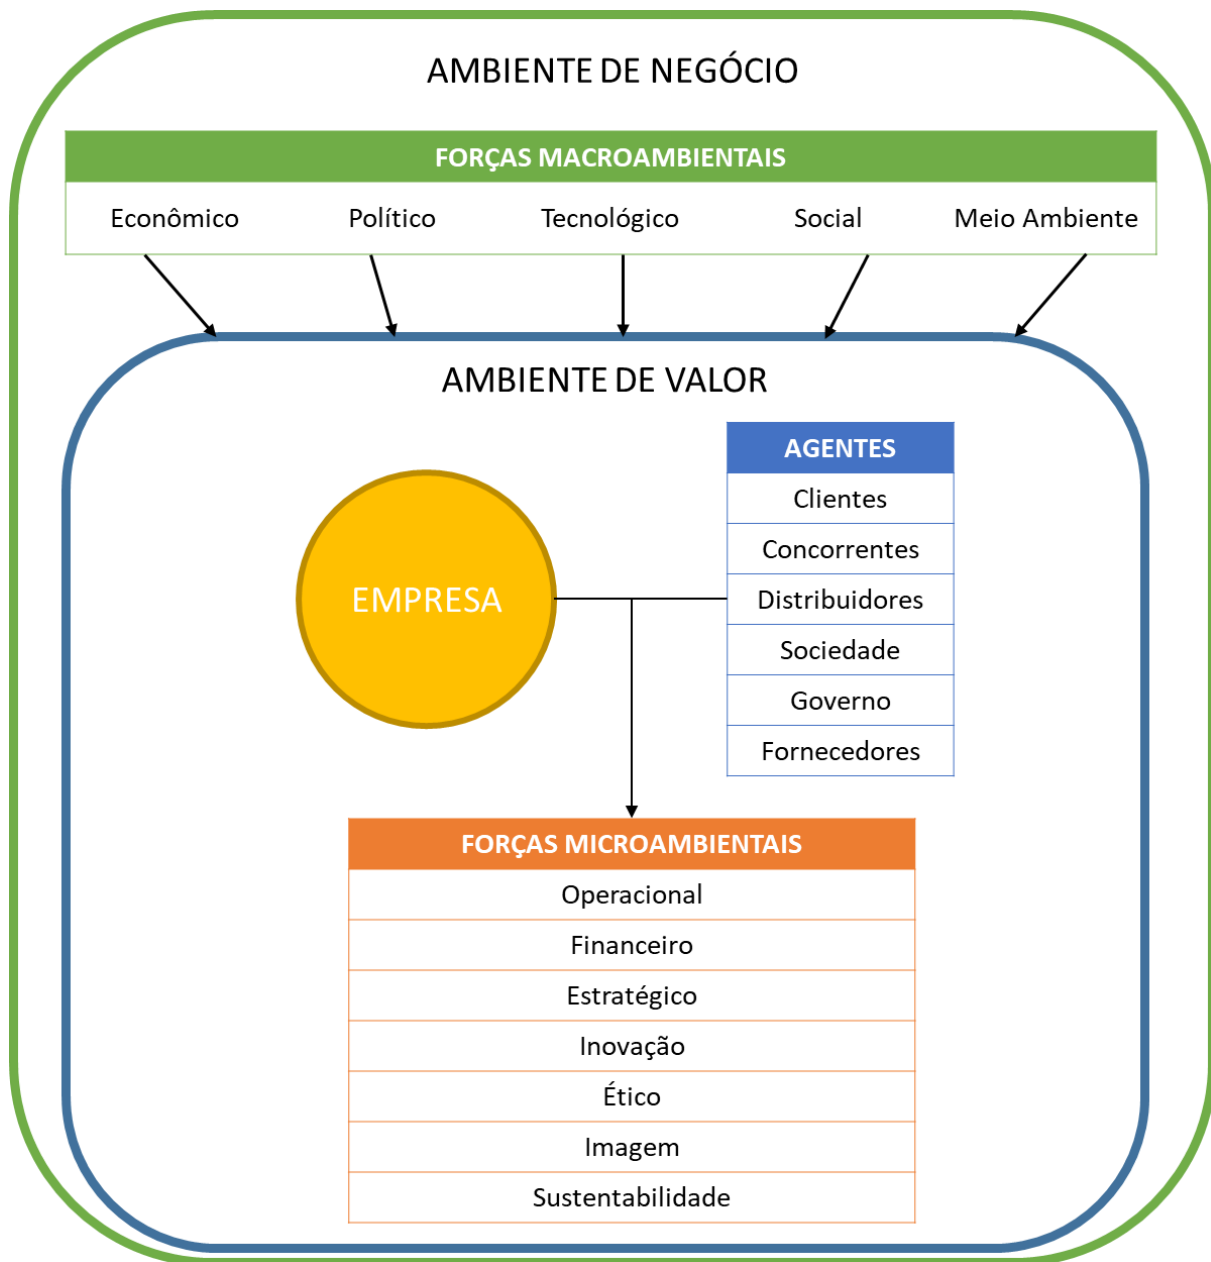 AMBIENTE DE NEGÓCIO
FORÇAS MACROAMBIENTAIS
Econômico Político Tecnológico Social Meio Ambiente
AMBIENTE DE VALOR
EMPRESA
AGENTES
Clientes
Concorrentes
Distribuidores
Sociedade
Governo
Fornecedores
FORÇAS MICROAMBIENTAIS
Operacional
Financeiro
Estratégico
Inovação
Ético
Imagem
Sustentabilidade